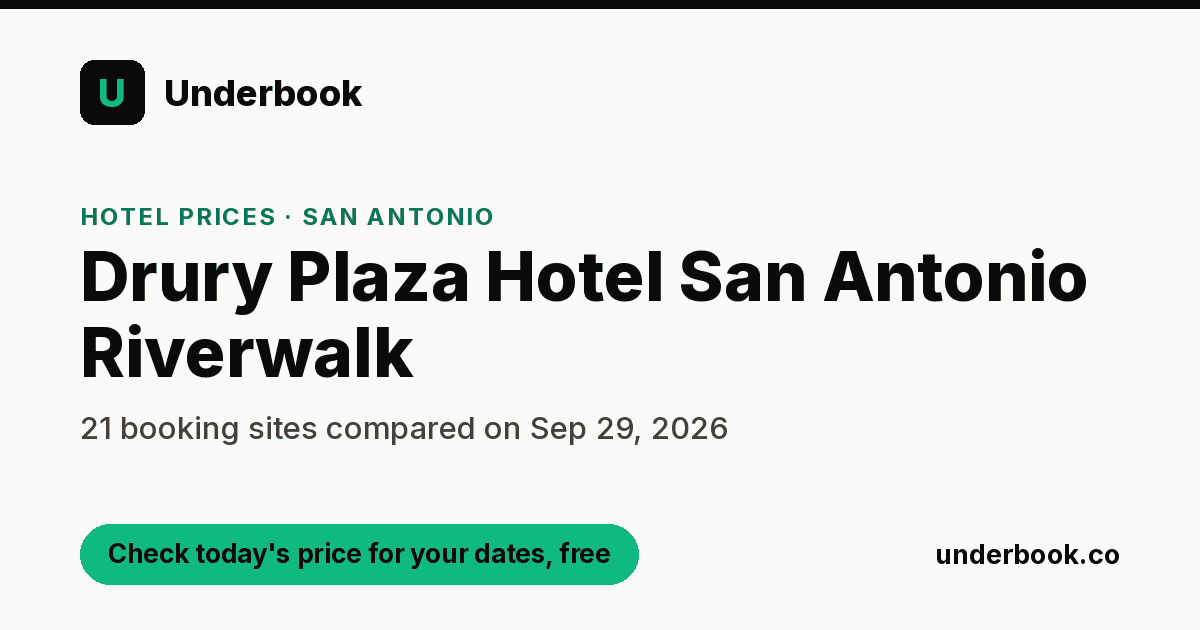 U Underbook
HOTEL PRICES · SAN ANTONIO
Drury Plaza Hotel San Antonio
Riverwalk
21 booking sites compared on Sep 29, 2026
Check today's price for your dates, free
underbook.co